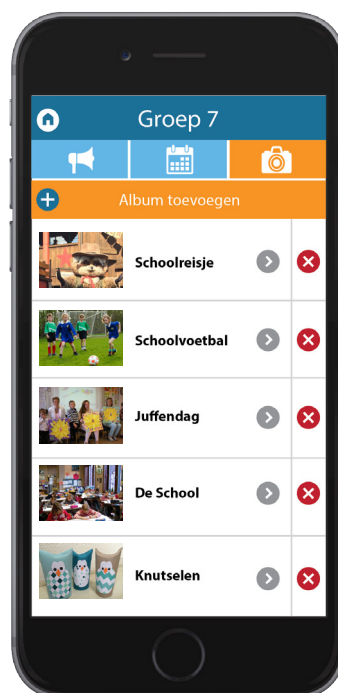 Groep 7
Album toevoegen
Schoolreisje
Schoolvoetbal
Juffendag
De School
Knutselen